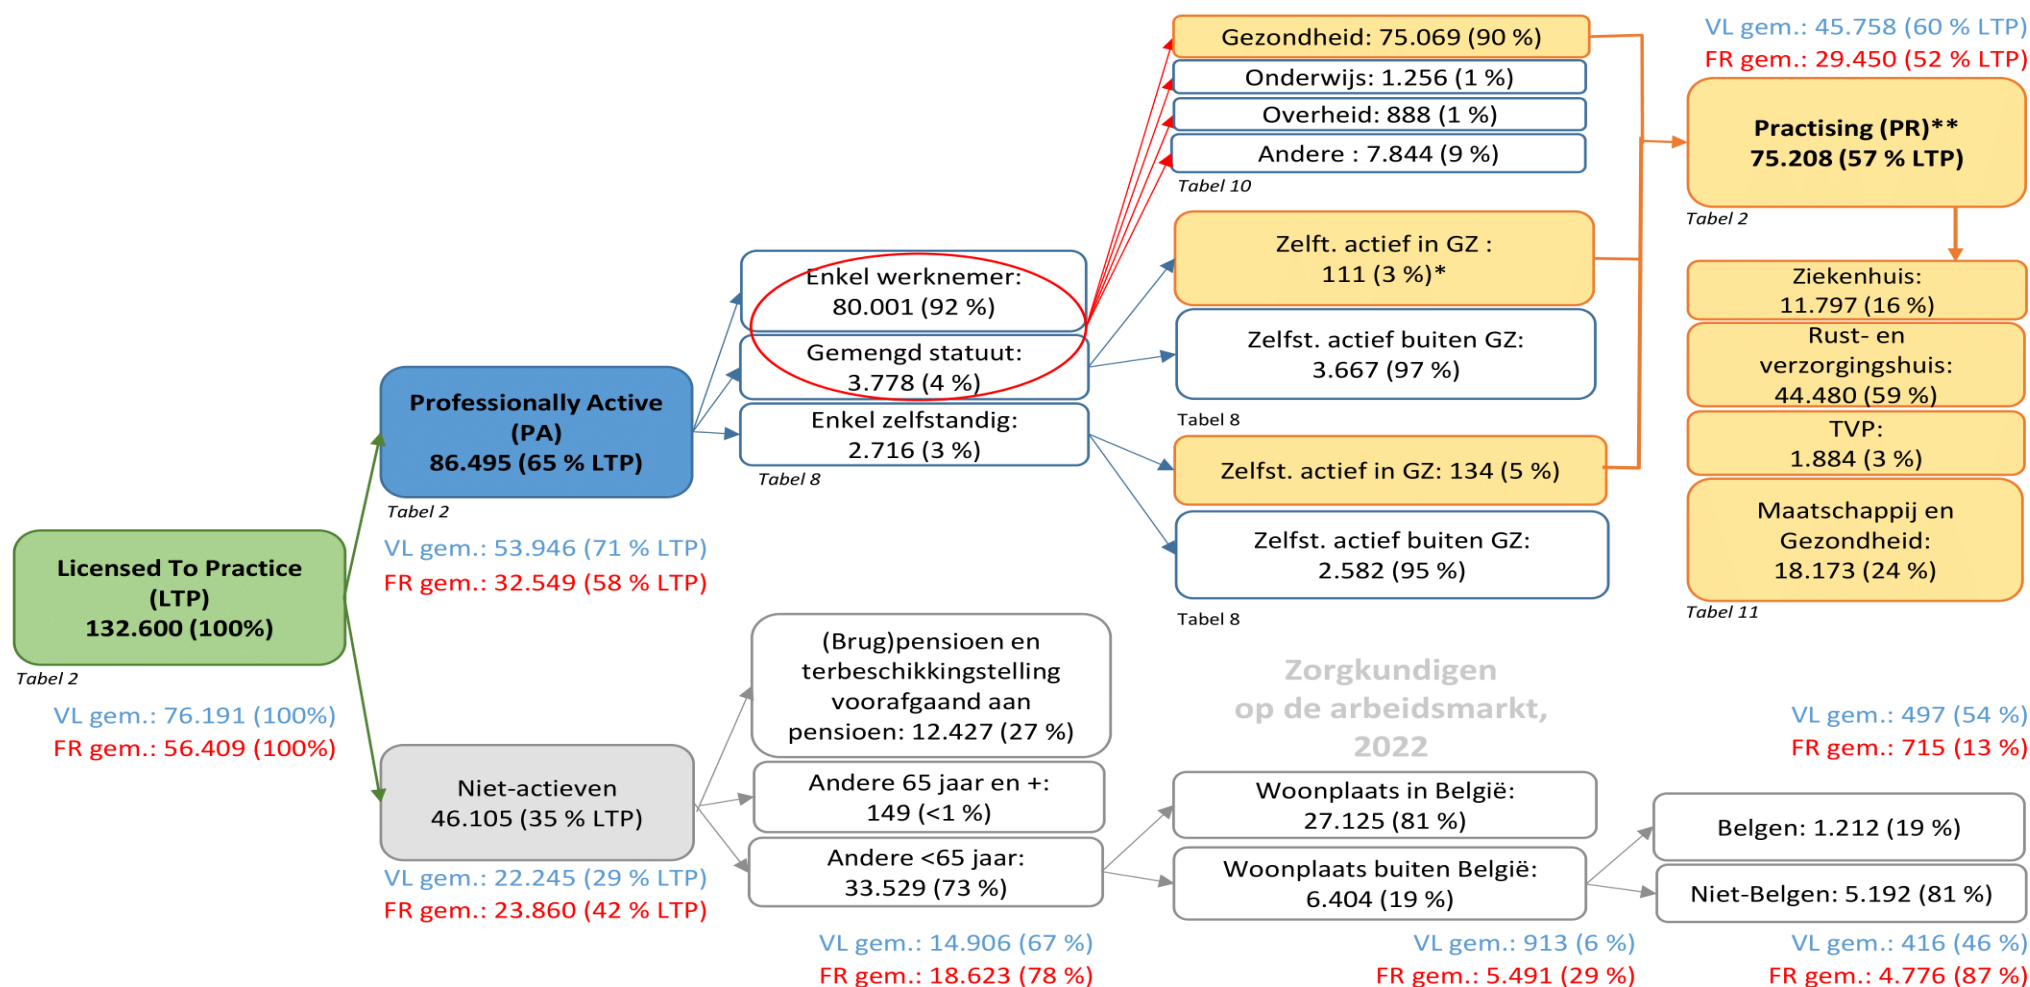 Licensed To Practice
(LTP)
132.600 (100%)
Tabel 2
VL gem.: 76.191 (100%)
FR gem.: 56.409 (100%)
Professionally Active
(PA)
86.495 (65 % LTP)
Tabel 2
VL gem.: 53.946 (71 % LTP)
FR gem.: 32.549 (58 % LTP)
Niet-actieven
46.105 (35 % LTP)
VL gem.: 22.245 (29 % LTP)
FR gem.: 23.860 (42 % LTP)
Enkel werknemer:
80.001 (92 %)
Gemengd statuut:
3.778 (4 %)
Enkel zelfstandig:
2.716 (3 %)
Tabel 8
(Brug)pensioen en
terbeschikkingstelling
voorafgaand aan
pensioen: 12.427 (27 %)
Andere 65 jaar en +:
149 (<1 %)
Andere <65 jaar:
33.529 (73 %)
VL gem.: 14.906 (67 %)
FR gem.: 18.623 (78 %)
Gezondheid: 75.069 (90 %)
Onderwijs: 1.256 (1 %)
Overheid: 888 (1 %)
Andere : 7.844 (9 %)
Tabel 10
Zelft. actief in GZ :
111 (3 %)*
Zelfst. actief buiten GZ:
3.667 (97 %)
Tabel 8
Zelfst. actief in GZ: 134 (5 %)
Zelfst. actief buiten GZ:
2.582 (95 %)
Tabel 8
Zorgkundigen
op de arbeidsmarkt,
2022
Woonplaats in België:
27.125 (81 %)
Woonplaats buiten België:
6.404 (19 %)
VL gem.: 913 (6 %)
FR gem.: 5.491 (29 %)
VL gem.: 45.758 (60 % LTP)
FR gem.: 29.450 (52 % LTP)
Practising (PR)**
75.208 (57 % LTP)
Tabel 2
Ziekenhuis:
11.797 (16 %)
Rust- en
verzorgingshuis:
44.480 (59 %)
TVP:
1.884 (3 %)
Maatschappij en
Gezondheid:
18.173 (24 %)
Tabel 11
VL gem.: 497 (54 %)
FR gem.: 715 (13 %)
Belgen: 1.212 (19 %)
Niet-Belgen: 5.192 (81 %)
VL gem.: 416 (46 %)
FR gem.: 4.776 (87 %)